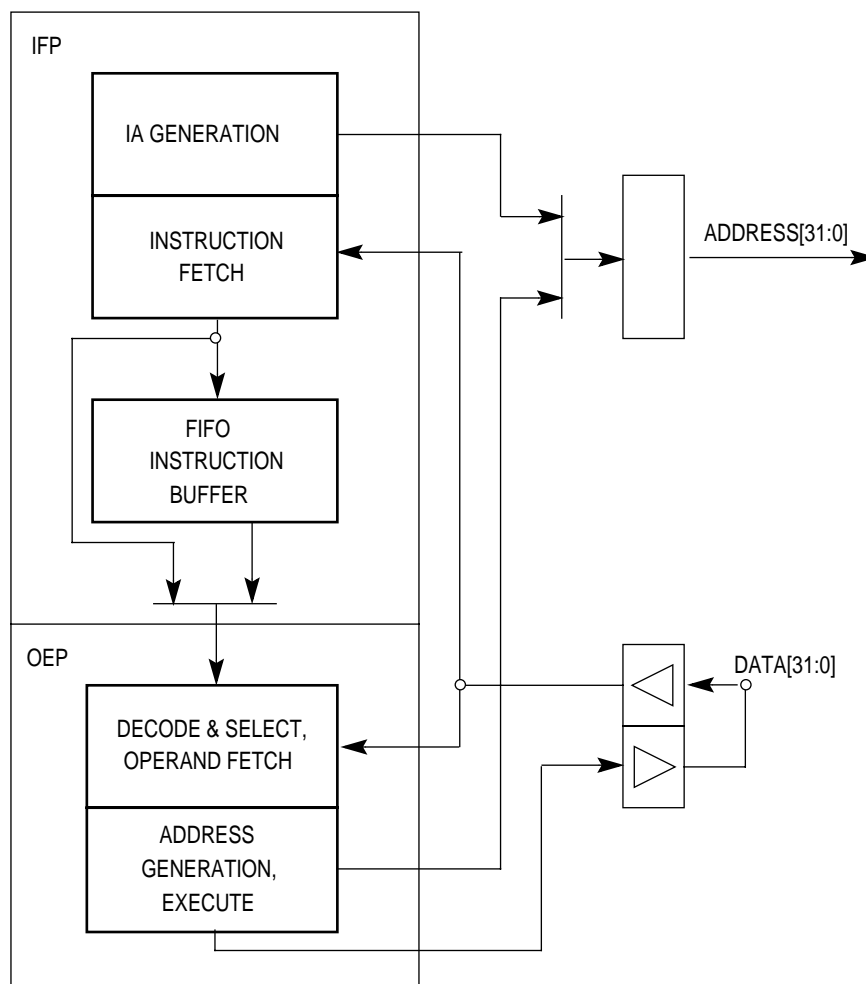 IFP
IA GENERATION
INSTRUCTION
FETCH
ADDRESS[31:0]
FIFO
INSTRUCTION
BUFFER
OEP
DATA[31:0]
DECODE & SELECT,
OPERAND FETCH
ADDRESS
GENERATION,
EXECUTE